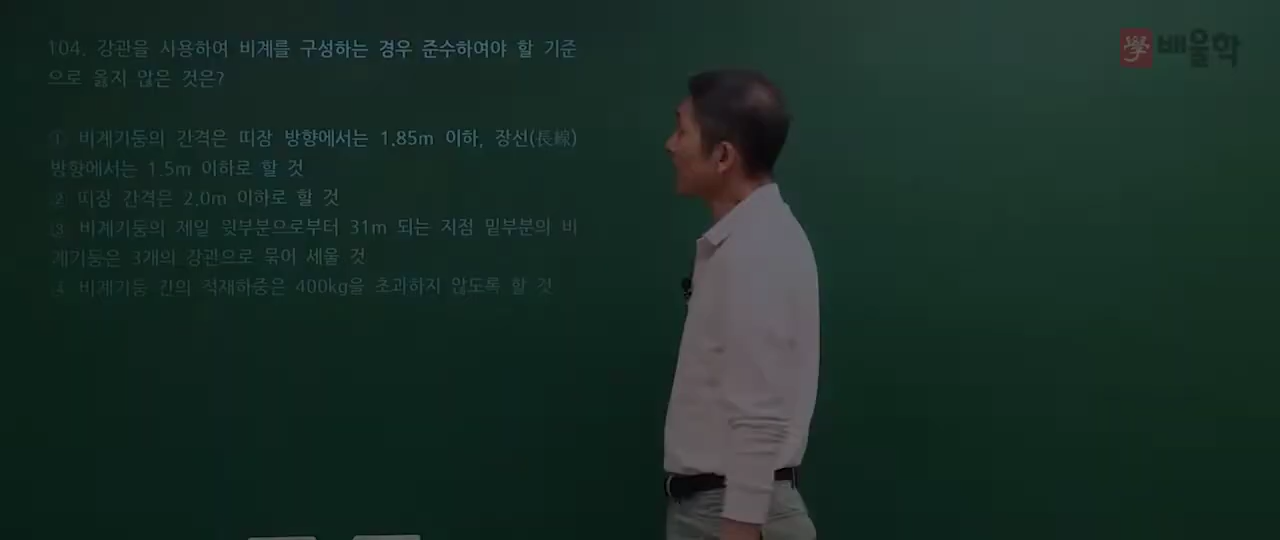 104. 강관을 사용하여 비계를 구성하는 경우 준수하여야 할 기준
으로 옳지 않은 것은?
① 비계기둥의 간격은 띠장 방향에서는 1.85m 이하, 장선(長線)
방향에서는 1.5m 이하로 할 것
② 띠장 간격은 2.0m 이하로 할 것
③ 비계기둥의 제일 윗부분으로부터 31m 되는 지점 밑부분의 비
계기둥은 3개의 강관으로 묶어 세울 것
④ 비계기둥 간의 적재하중은 400kg을 초과하지 않도록 할 것
學 배울학